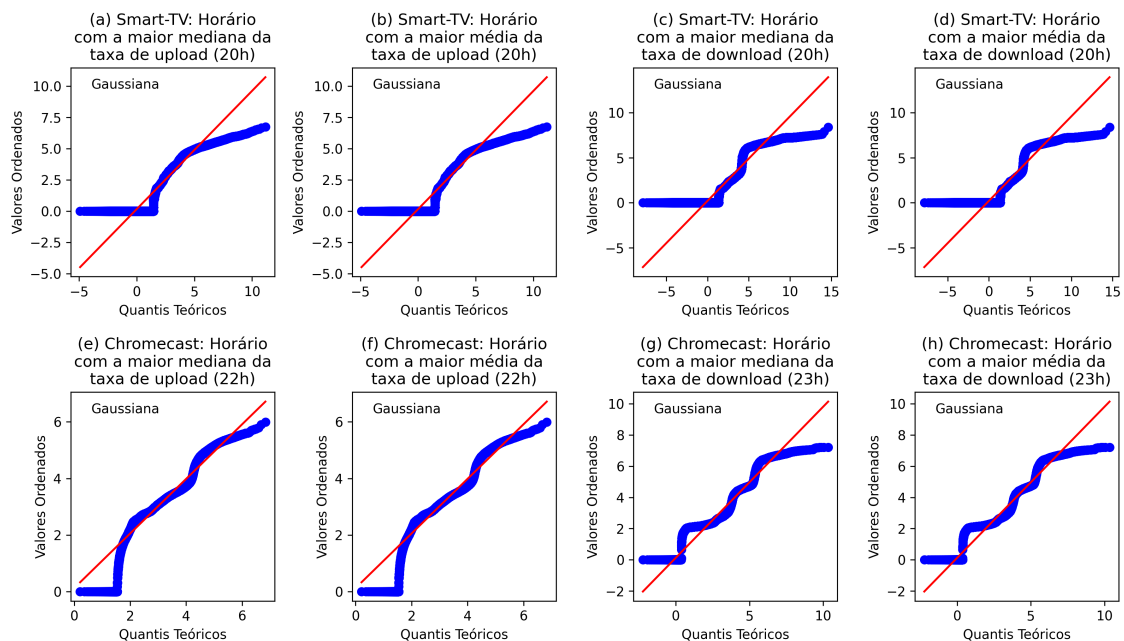 (a) Smart-TV: Horário
com a maior mediana da
taxa de upload (20h)
Gaussiana
Valores Ordenados
10.0
7.5
5.0
2.5
0.0
−2.5
−5.0
−5
0
5
10
Quantis Teóricos
(b) Smart-TV: Horário
com a maior média da
taxa de upload (20h)
Gaussiana
Valores Ordenados
10.0
7.5
5.0
2.5
0.0
−2.5
−5.0
−5
0
5
10
Quantis Teóricos
(c) Smart-TV: Horário
com a maior mediana da
taxa de download (20h)
Gaussiana
Valores Ordenados
10
5
0
−5
−5
0
5
10
15
Quantis Teóricos
(d) Smart-TV: Horário
com a maior média da
taxa de download (20h)
Gaussiana
Valores Ordenados
10
5
0
−5
−5
0
5
10
15
Quantis Teóricos
(e) Chromecast: Horário
com a maior mediana da
taxa de upload (22h)
Gaussiana
Valores Ordenados
6
4
2
0
0
2
4
6
Quantis Teóricos
(f) Chromecast: Horário
com a maior média da
taxa de upload (22h)
Gaussiana
Valores Ordenados
6
4
2
0
0
2
4
6
Quantis Teóricos
(g) Chromecast: Horário
com a maior mediana da
taxa de download (23h)
Gaussiana
Valores Ordenados
10
8
6
4
2
0
−2
0
5
10
Quantis Teóricos
(h) Chromecast: Horário
com a maior média da
taxa de download (23h)
Gaussiana
Valores Ordenados
10
8
6
4
2
0
−2
0
5
10
Quantis Teóricos